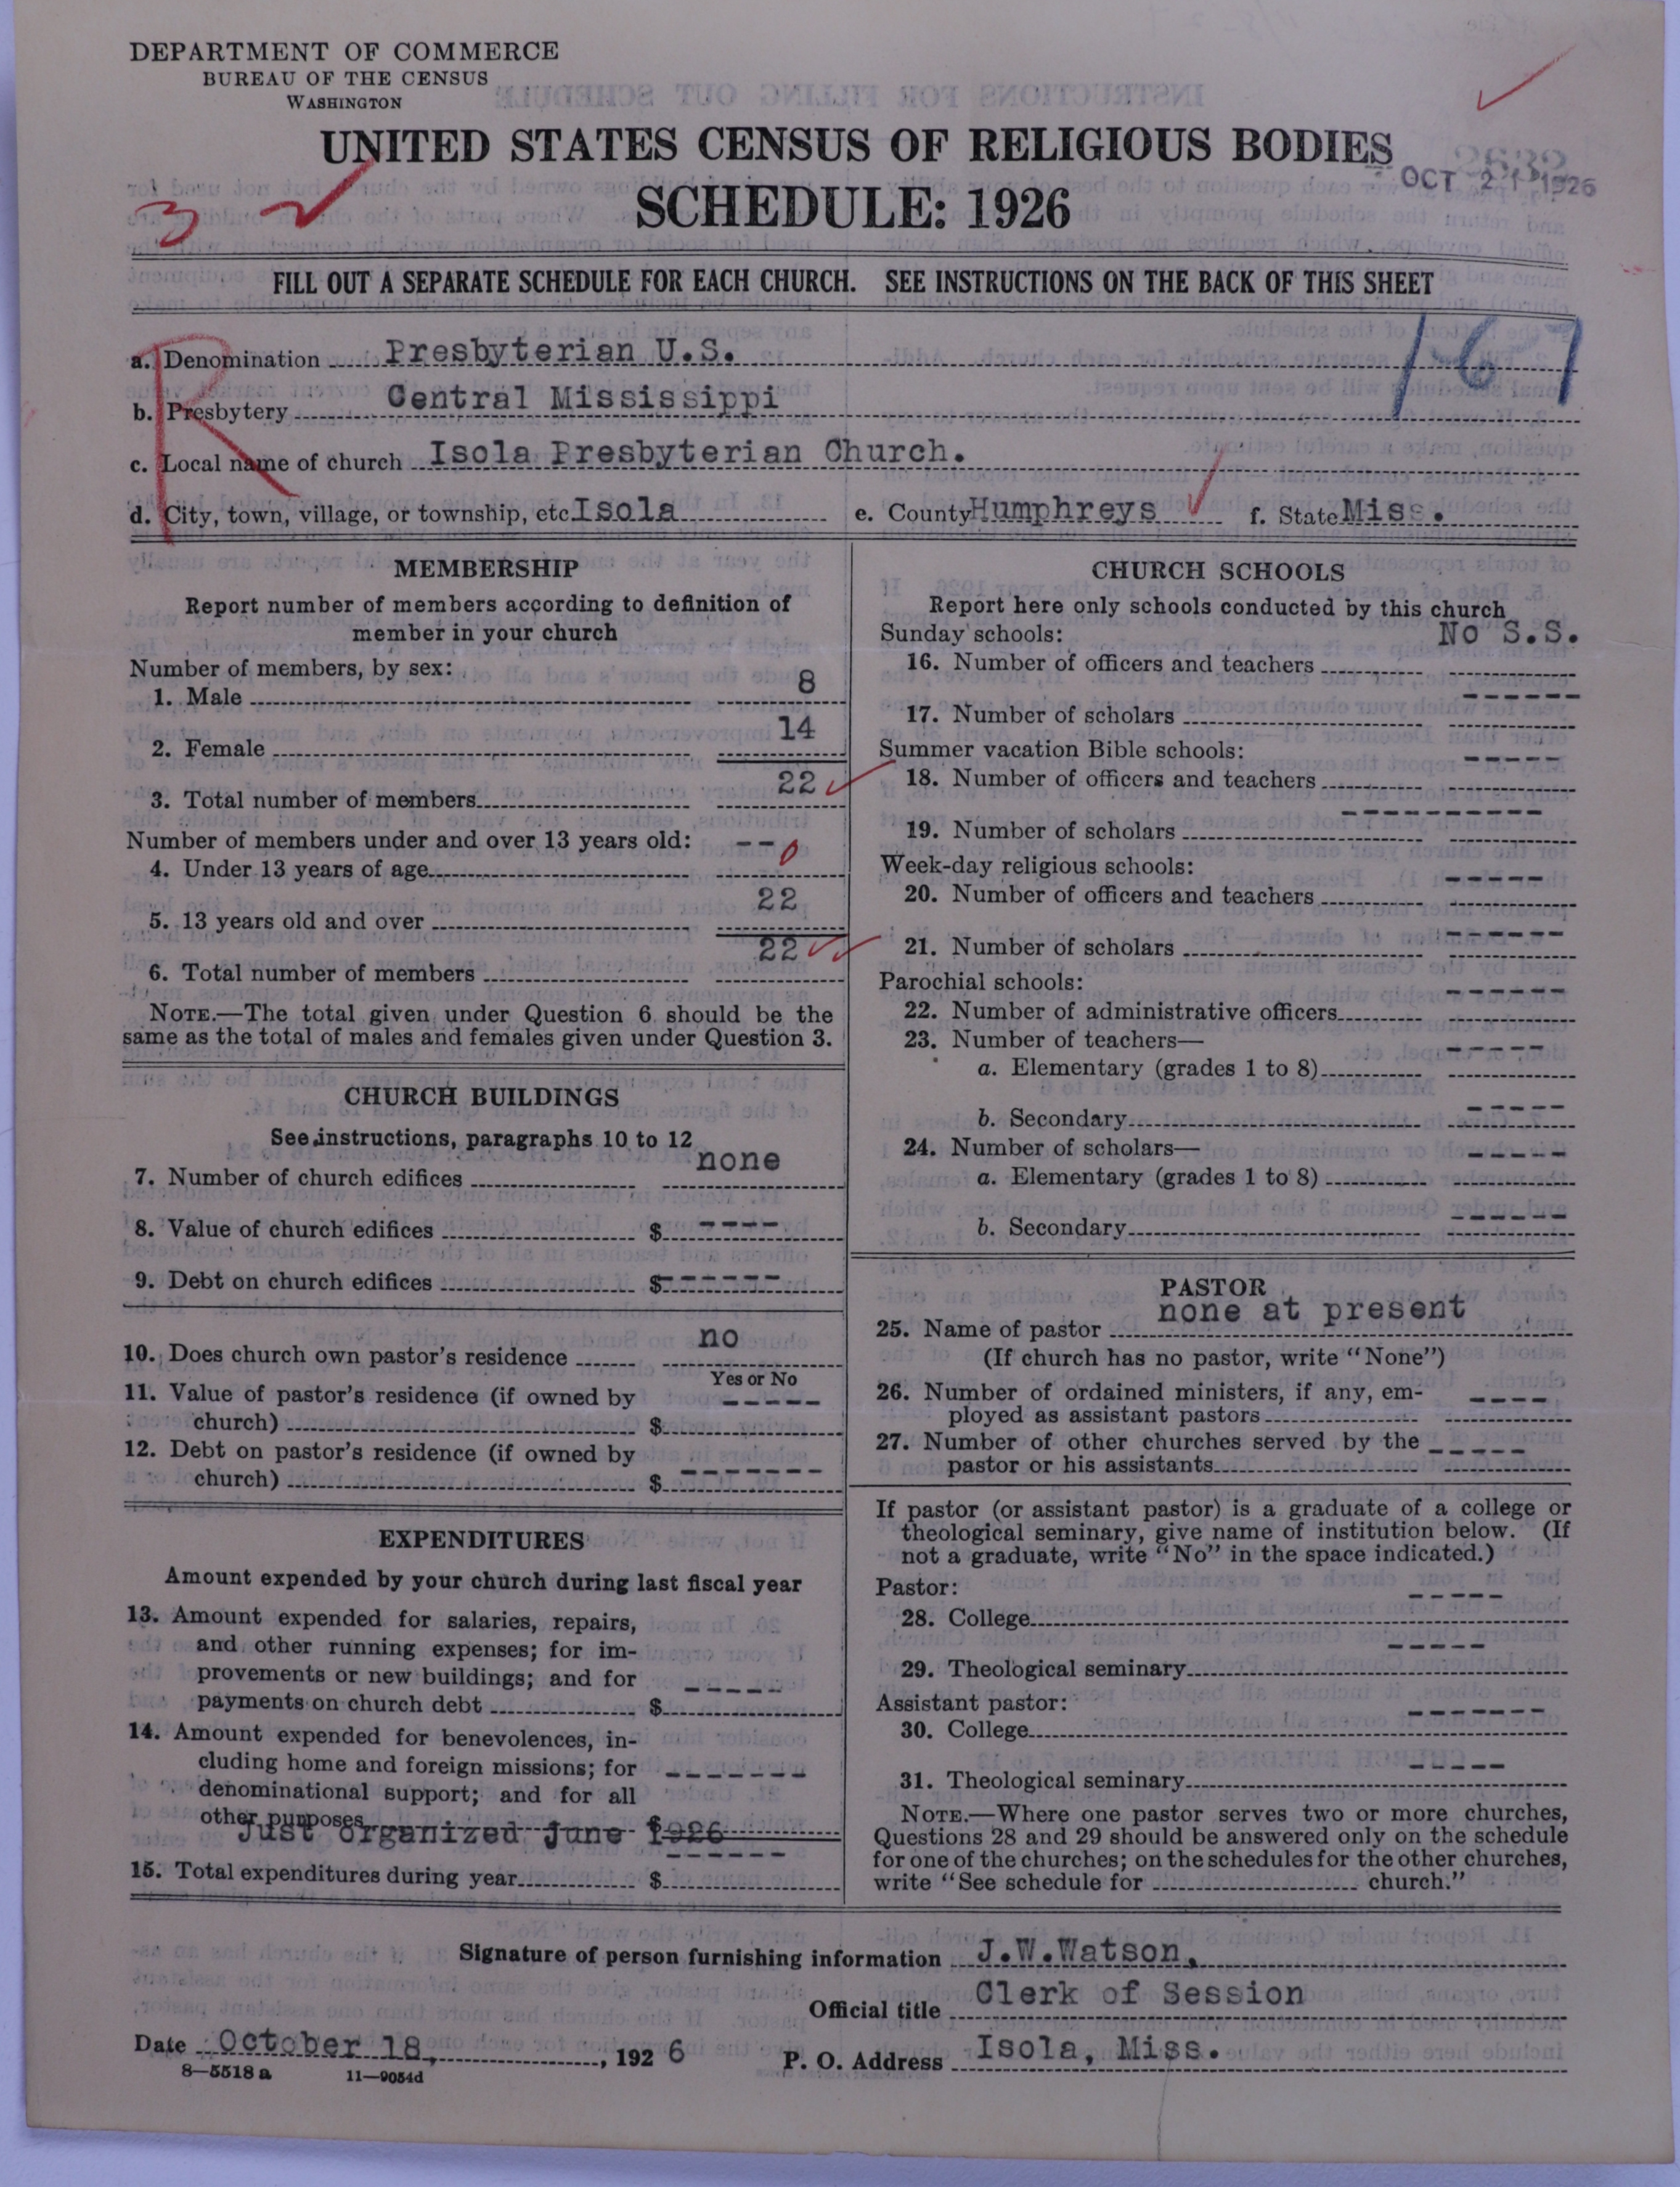 DEPARTMENT OF COMMERCE
BUREAU OF THE CENSUS
WASHINGTON
UNITED STATES CENSUS OF RELIGIOUS BODIES
SCHEDULE: 1926
OCT 21 1926
3
FILL OUT A SEPARATE SCHEDULE FOR EACH CHURCH. SEE INSTRUCTIONS ON THE BACK OF THIS SHEET
R
1-67
a. Denomination Presbyterian U.S.
b. Presbytery Central Mississippi
c. Local name of church Isola Presbyterian Church.
d. City, town, village, or township, etc. Isola e. County Humphreys f. State Miss.
MEMBERSHIP
Report number of members according to definition of
member in your church
Number of members, by sex:
1. Male 8
2. Female 14
3. Total number of members 22
Number of members under and over 13 years old:
4. Under 13 years of age -- 0
5. 13 years old and over 22
6. Total number of members 22
NOTE.—The total given under Question 6 should be the
same as the total of males and females given under Question 3.
CHURCH BUILDINGS
See instructions, paragraphs 10 to 12
7. Number of church edifices none
8. Value of church edifices $ ----
9. Debt on church edifices $ ------
10. Does church own pastor's residence no
Yes or No
11. Value of pastor's residence (if owned by
church) $ -----
12. Debt on pastor's residence (if owned by
church) $ -------
EXPENDITURES
Amount expended by your church during last fiscal year
13. Amount expended for salaries, repairs,
and other running expenses; for im-
provements or new buildings; and for
payments on church debt $ -----
14. Amount expended for benevolences, in-
cluding home and foreign missions; for
denominational support; and for all
other purposes $ -------
Just organized June 1926
15. Total expenditures during year $ ------
CHURCH SCHOOLS
Report here only schools conducted by this church
Sunday schools: No S.S.
16. Number of officers and teachers
17. Number of scholars ------
Summer vacation Bible schools:
18. Number of officers and teachers -----
19. Number of scholars ----------
Week-day religious schools:
20. Number of officers and teachers -----
21. Number of scholars ------
Parochial schools:
22. Number of administrative officers ------
23. Number of teachers—
a. Elementary (grades 1 to 8) -----
b. Secondary -----
24. Number of scholars—
a. Elementary (grades 1 to 8) -----
b. Secondary ------
PASTOR
25. Name of pastor none at present
(If church has no pastor, write "None")
26. Number of ordained ministers, if any, em-
ployed as assistant pastors ----
27. Number of other churches served by the
pastor or his assistants -----
If pastor (or assistant pastor) is a graduate of a college or
theological seminary, give name of institution below. (If
not a graduate, write "No" in the space indicated.)
Pastor:
28. College -----
29. Theological seminary -----
Assistant pastor:
30. College -------
31. Theological seminary -----
NOTE.—Where one pastor serves two or more churches,
Questions 28 and 29 should be answered only on the schedule
for one of the churches; on the schedules for the other churches,
write "See schedule for church."
Signature of person furnishing information J.W.Watson,
Official title Clerk of Session
Date October 18, 1926 P. O. Address Isola, Miss.
8—5518 a 11—9054d